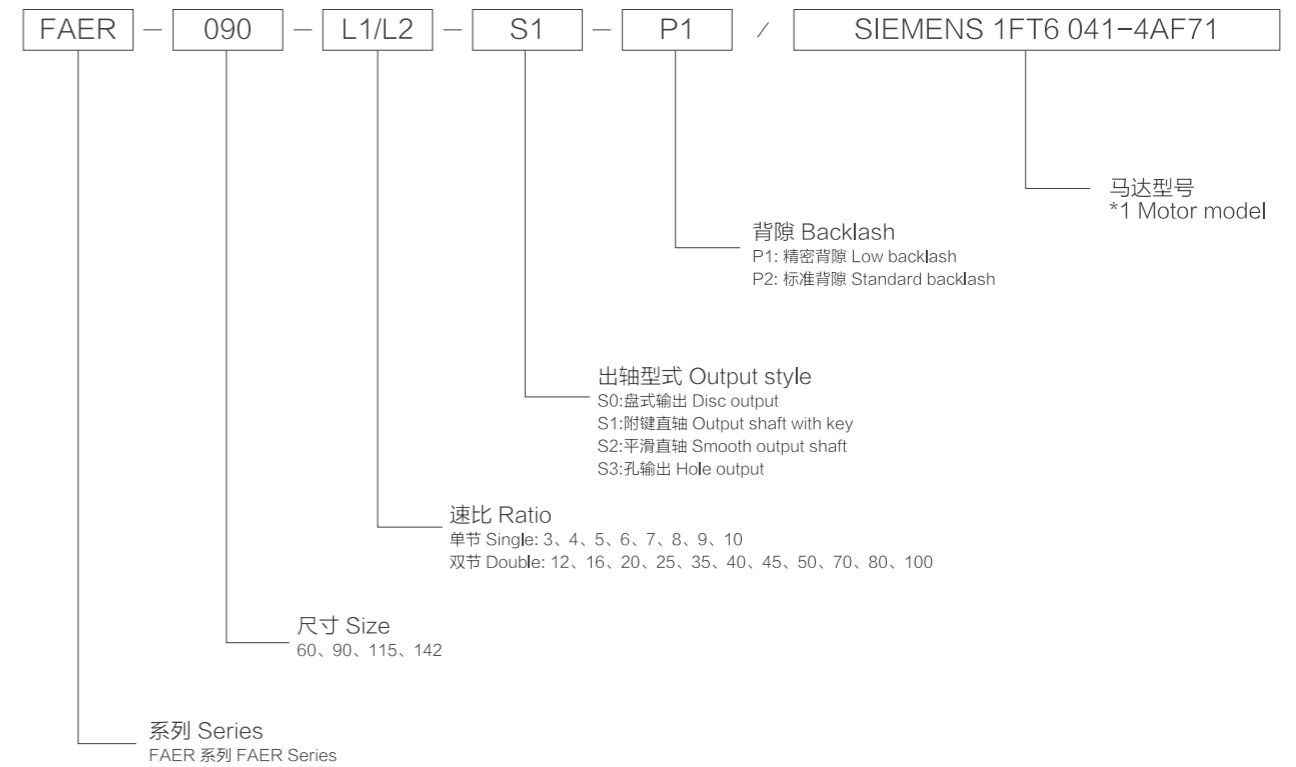 FAER - 090 - L1/L2 - S1 - P1 / SIEMENS 1FT6 041-4AF71
马达型号
*1 Motor model
背隙 Backlash
P1: 精密背隙 Low backlash
P2: 标准背隙 Standard backlash
出轴型式 Output style
S0:盘式输出 Disc output
S1:附键直轴 Output shaft with key
S2:平滑直轴 Smooth output shaft
S3:孔输出 Hole output
速比 Ratio
单节 Single: 3、4、5、6、7、8、9、10
双节 Double: 12、16、20、25、35、40、45、50、70、80、100
尺寸 Size
60、90、115、142
系列 Series
FAER 系列 FAER Series